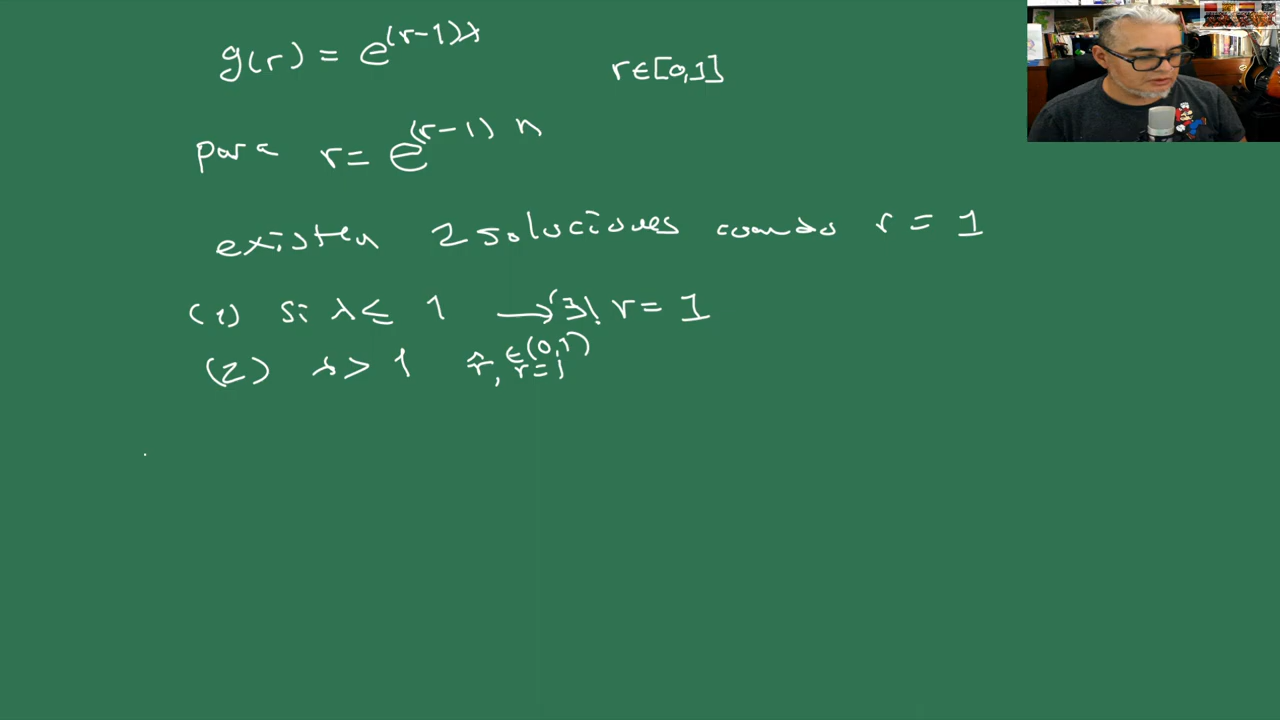 g(r) = e^{(r-1)λ} r∈[0,1]
para r = e^{(r-1) n}
existen 2 soluciones cuando r = 1
(1) si λ ≤ 1 → ∃! r = 1
(2) λ > 1 r̂, ∈(0,1) r = 1